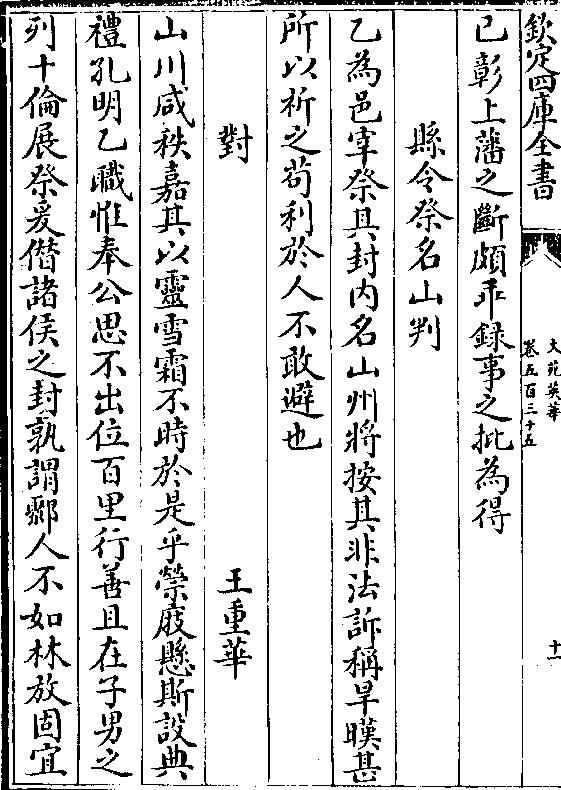 欽定四庫全書
文苑英華
卷五百三十五
十一
已彰上藩之斷頗乖録事之批為得
縣令祭名山判
乙為邑宰祭其封内名山州將按其非法訴稱旱暵甚
所以祈之苟利於人不敢避也
對
王重華
山川咸秩嘉其以靈雪霜不時於是乎禜庪懸斯設典
禮孔明乙職惟奉公思不出位百里行善且在子男之
列十倫展祭爰僭諸侯之封孰謂鄹人不如林放固宜